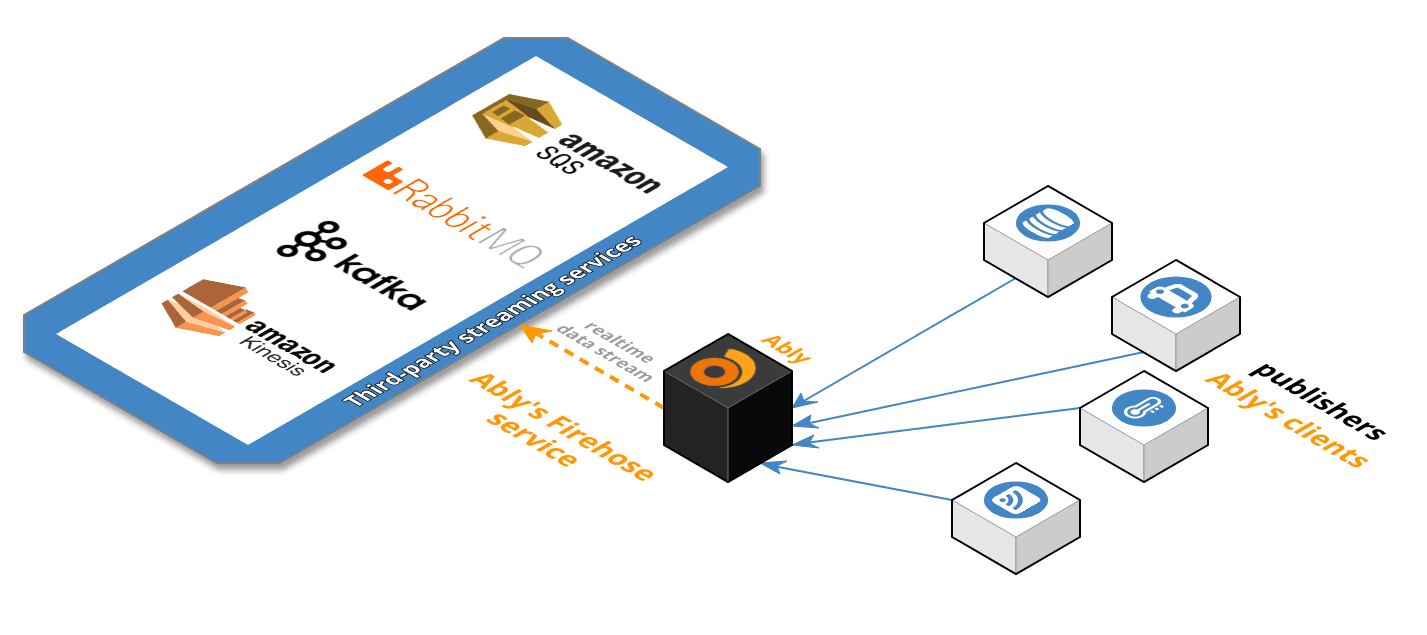 amazon
SQS
RabbitMQ
kafka
amazon
Kinesis
Third-party streaming services
realtime
data stream
Ably
Ably's Firehose
service
publishers
Ably's clients